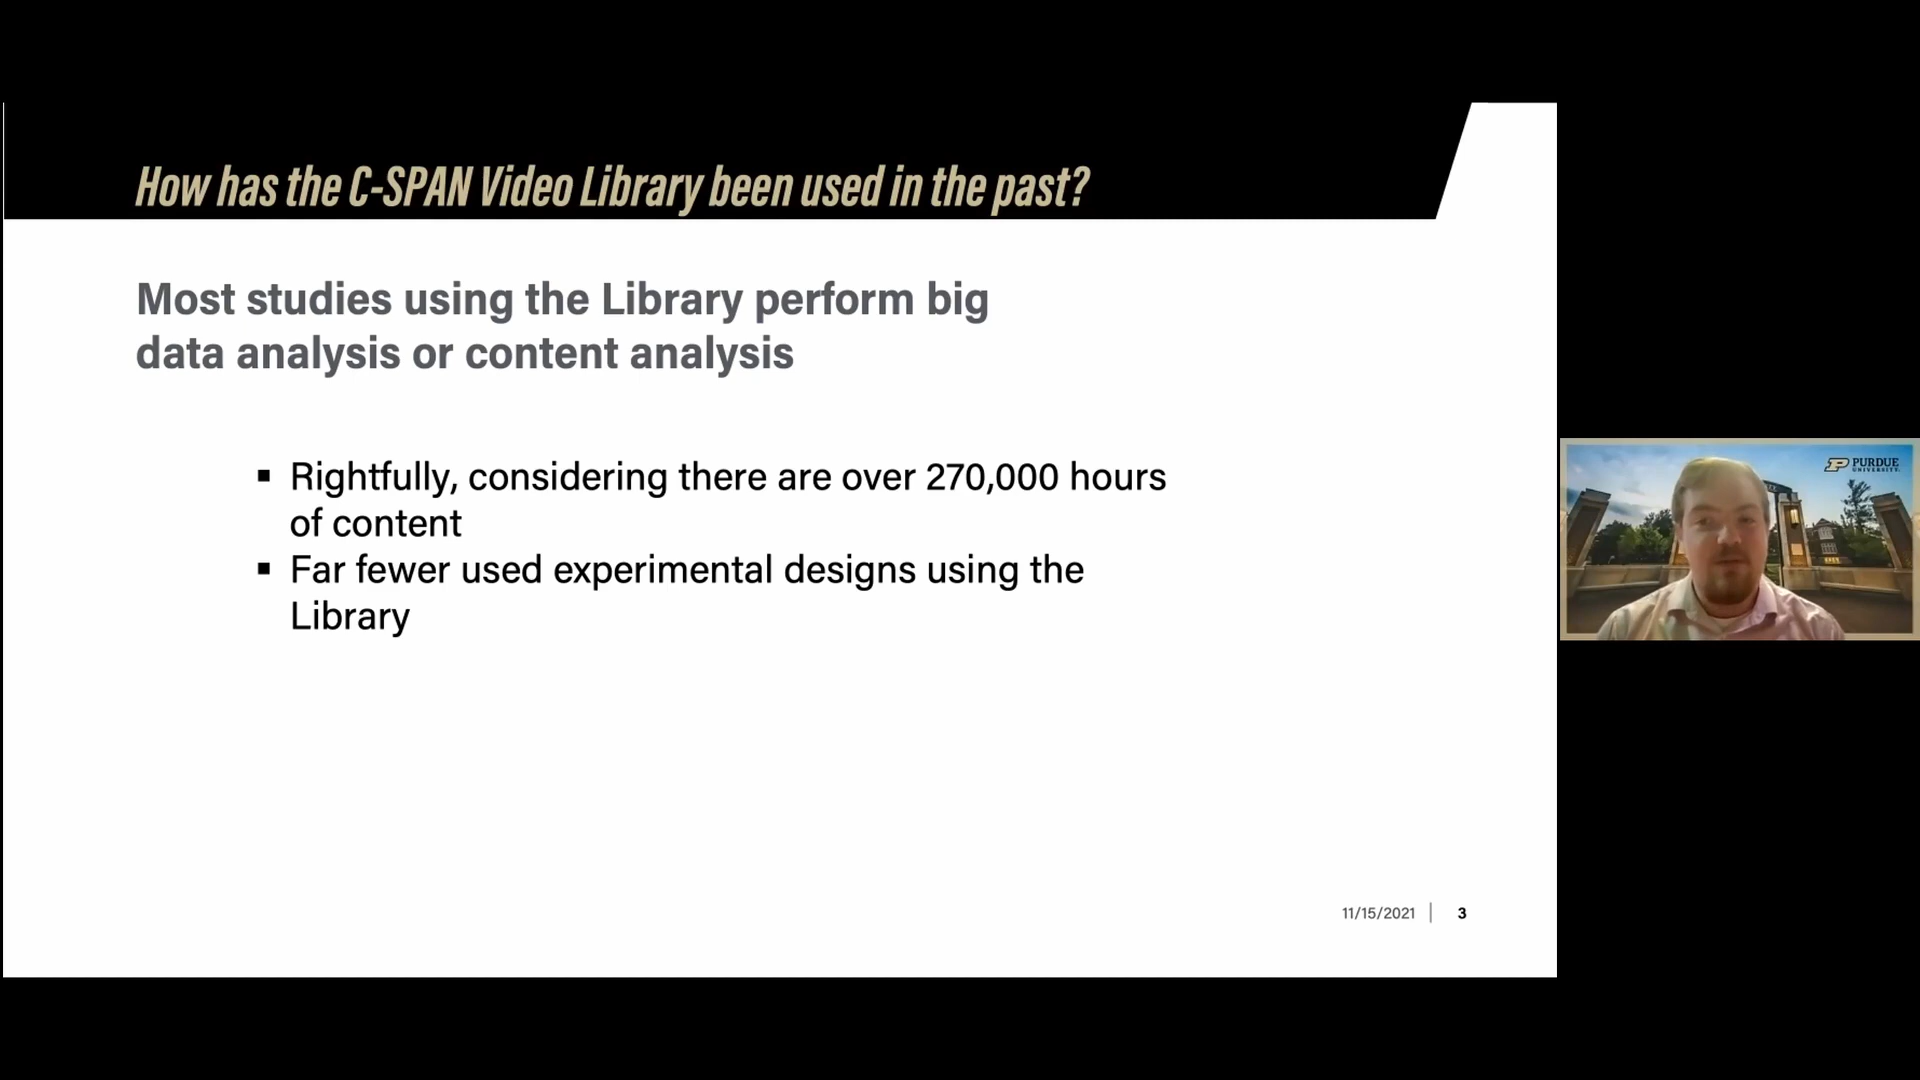 How has the C-SPAN Video Library been used in the past?
Most studies using the Library perform big
data analysis or content analysis
▪ Rightfully, considering there are over 270,000 hours
of content
▪ Far fewer used experimental designs using the
Library
11/15/2021 | 3
PURDUE
UNIVERSITY